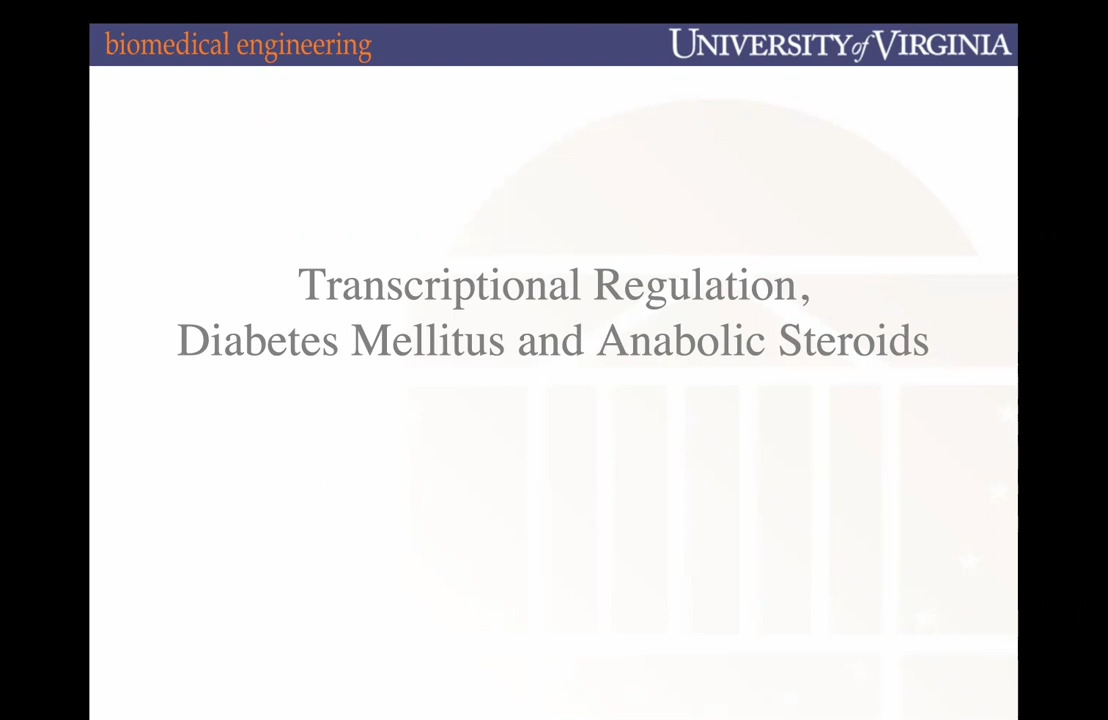 biomedical engineering
UNIVERSITY of VIRGINIA
Transcriptional Regulation,
Diabetes Mellitus and Anabolic Steroids